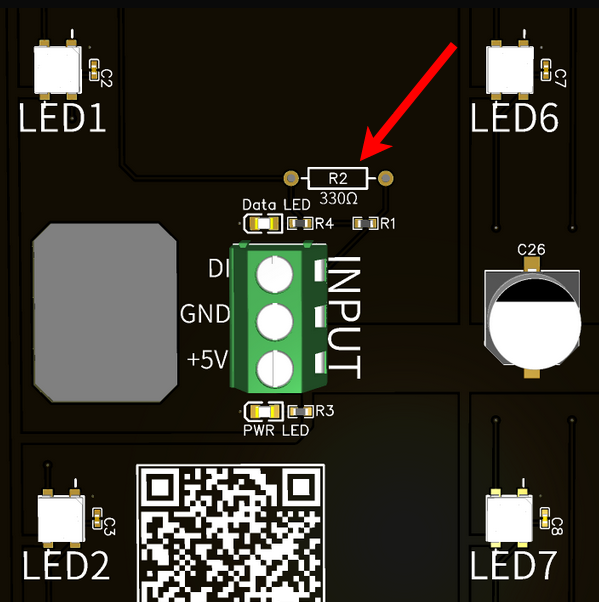 C2
C7
LED1
LED6
R2
330Ω
Data LED
R4
R1
C26
DI
GND
+5V
INPUT
R3
PWR LED
C3
C8
LED2
LED7